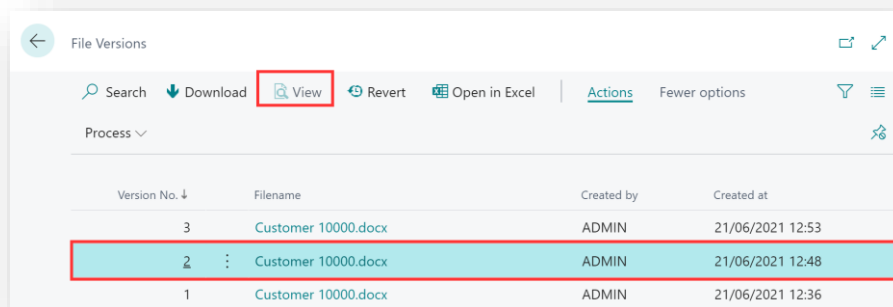 File Versions
Search Download View Revert Open in Excel Actions Fewer options
Process
Version No. ↓ Filename Created by Created at
3 Customer 10000.docx ADMIN 21/06/2021 12:53
2 Customer 10000.docx ADMIN 21/06/2021 12:48
1 Customer 10000.docx ADMIN 21/06/2021 12:36